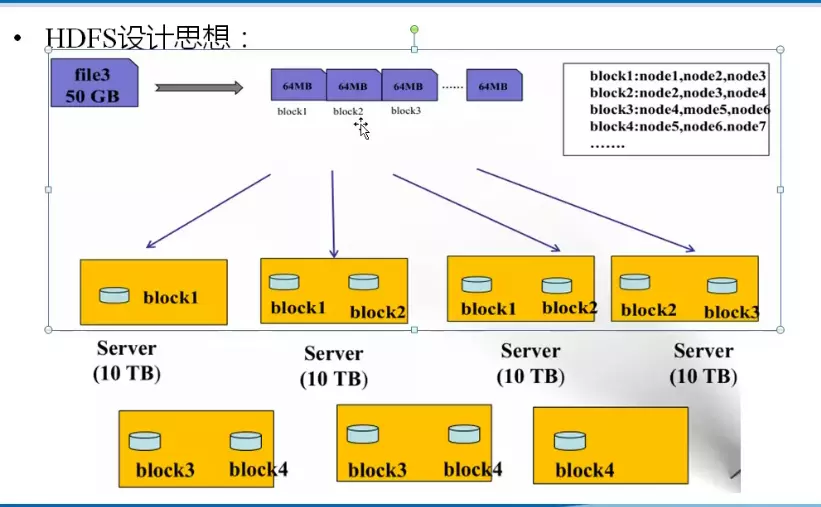 • HDFS设计思想：
file3
50 GB
64MB 64MB 64MB ...... 64MB
block1 block2 block3
block1:node1,node2,node3
block2:node2,node3,node4
block3:node4,mode5,node6
block4:node5,node6.node7
.......
block1
block1 block2
block1 block2
block2 block3
Server
(10 TB)
Server
(10 TB)
Server
(10 TB)
Server
(10 TB)
block3 block4
block3 block4
block4